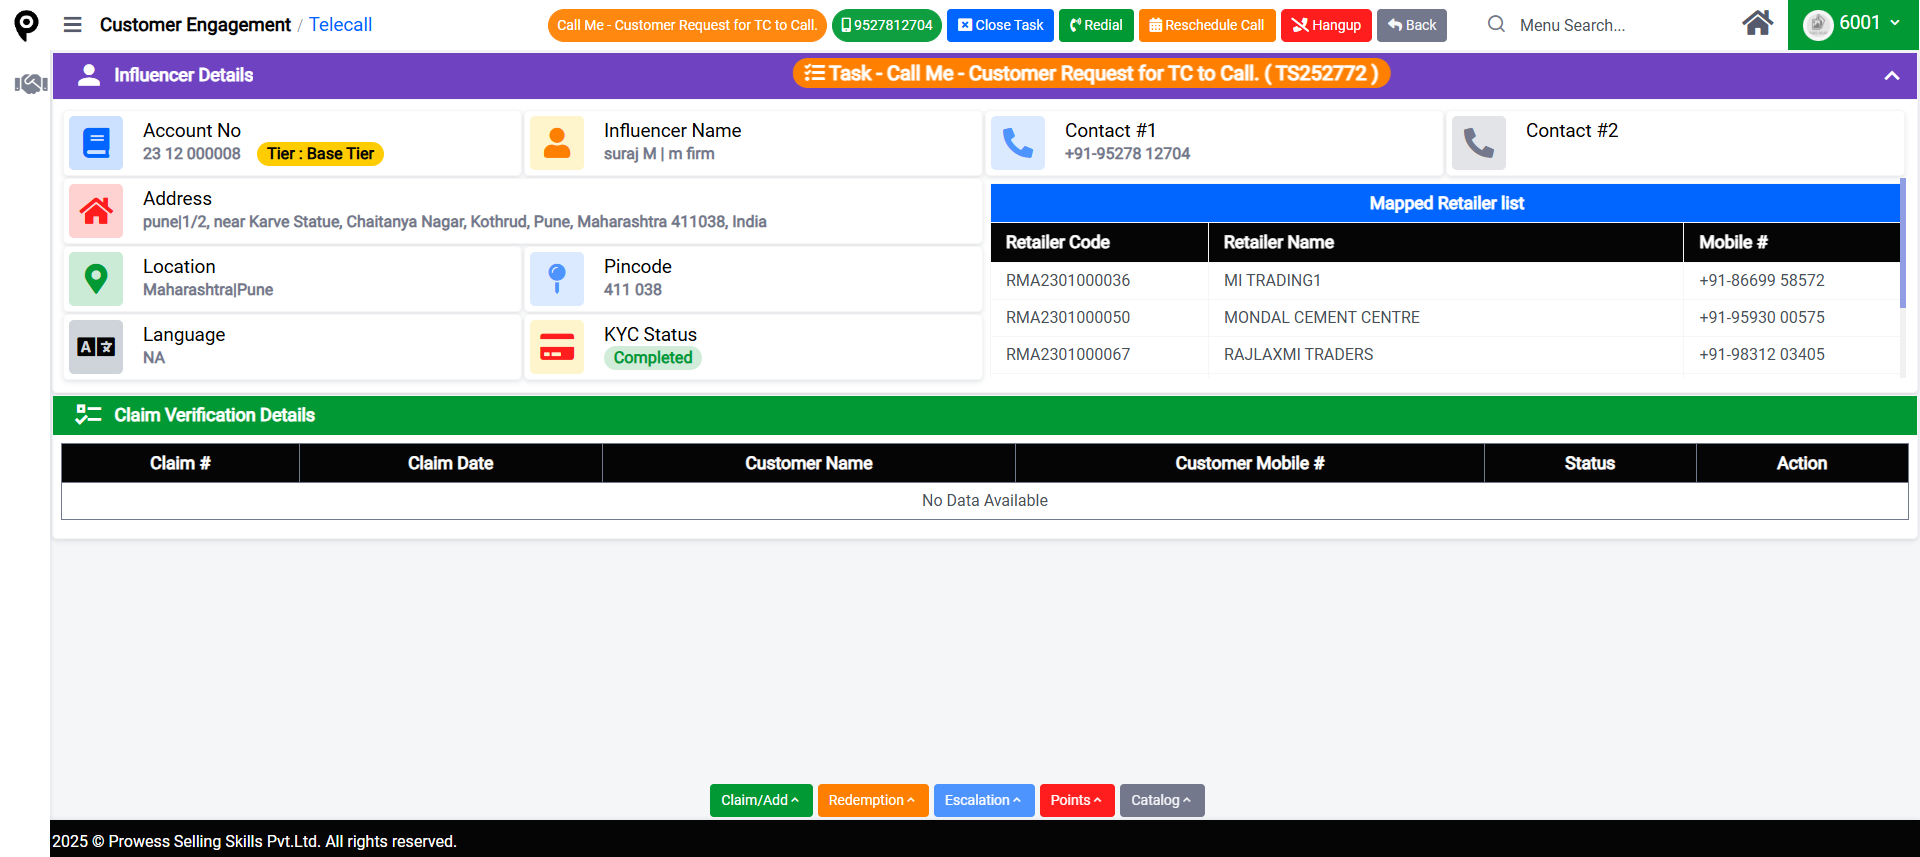 Customer Engagement / Telecall
Call Me - Customer Request for TC to Call.
9527812704
Close Task
Redial
Reschedule Call
Hangup
Back
Menu Search...
6001
Influencer Details
Task - Call Me - Customer Request for TC to Call. ( TS252772 )
Account No
23 12 000008
Tier : Base Tier
Influencer Name
suraj M | m firm
Contact #1
+91-95278 12704
Contact #2
Address
pune|1/2, near Karve Statue, Chaitanya Nagar, Kothrud, Pune, Maharashtra 411038, India
Location
Maharashtra|Pune
Pincode
411 038
Language
NA
KYC Status
Completed
Mapped Retailer list
Retailer Code Retailer Name Mobile #
RMA2301000036 MI TRADING1 +91-86699 58572
RMA2301000050 MONDAL CEMENT CENTRE +91-95930 00575
RMA2301000067 RAJLAXMI TRADERS +91-98312 03405
Claim Verification Details
Claim # Claim Date Customer Name Customer Mobile # Status Action
No Data Available
Claim/Add
Redemption
Escalation
Points
Catalog
2025 © Prowess Selling Skills Pvt.Ltd. All rights reserved.